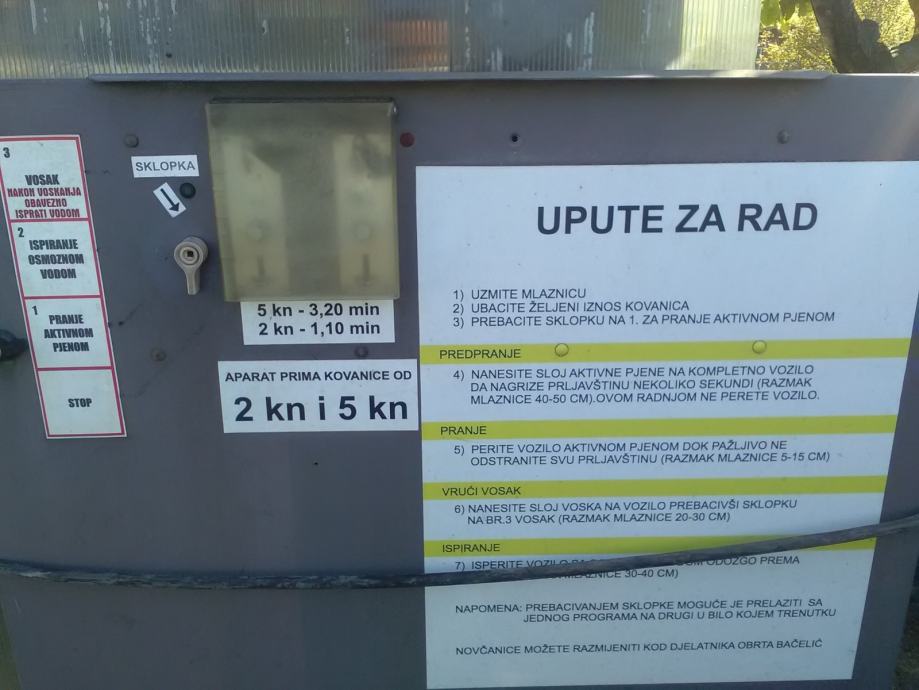 3
VOSAK
NAKON VOSKANJA
OBAVEZNO
ISPRATI VODOM
2
ISPIRANJE
OSMOZNOM
VODOM
1
PRANJE
AKTIVNOM
PJENOM
STOP
SKLOPKA
5 kn - 3,20 min
2 kn - 1,10 min
APARAT PRIMA KOVANICE OD
2 kn i 5 kn
UPUTE ZA RAD
1) UZMITE MLAZNICU
2) UBACITE ŽELJENI IZNOS KOVANICA
3) PREBACITE SKLOPKU NA 1. ZA PRANJE AKTIVNOM PJENOM
PREDPRANJE
4) NANESITE SLOJ AKTIVNE PJENE NA KOMPLETNO VOZILO
DA NAGRIZE PRLJAVŠTINU NEKOLIKO SEKUNDI (RAZMAK
MLAZNICE 40-50 CM).OVOM RADNJOM NE PERETE VOZILO.
PRANJE
5) PERITE VOZILO AKTIVNOM PJENOM DOK PAŽLJIVO NE
ODSTRANITE SVU PRLJAVŠTINU (RAZMAK MLAZNICE 5-15 CM)
VRUĆI VOSAK
6) NANESITE SLOJ VOSKA NA VOZILO PREBACIVŠI SKLOPKU
NA BR.3 VOSAK (RAZMAK MLAZNICE 20-30 CM)
ISPIRANJE
7) ISPERITE VOZILO ODOZGO PREMA
MLAZNICE 30-40 CM)
NAPOMENA: PREBACIVANJEM SKLOPKE MOGUĆE JE PRELAZITI SA
JEDNOG PROGRAMA NA DRUGI U BILO KOJEM TRENUTKU
NOVČANICE MOŽETE RAZMIJENITI KOD DJELATNIKA OBRTA BAČELIĆ